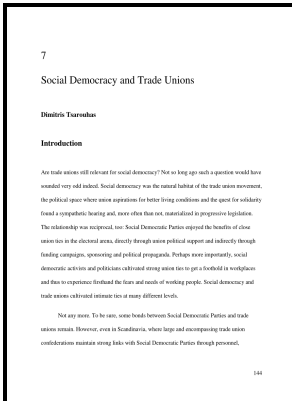 7
Social Democracy and Trade Unions
Dimitris Tsarouhas
Introduction
Are trade unions still relevant for social democracy? Not so long ago such a question would have
sounded very odd indeed. Social democracy was the natural habitat of the trade union movement,
the political space where union aspirations for better living conditions and the quest for solidarity
found a sympathetic hearing and, more often than not, materialized in progressive legislation.
The relationship was reciprocal, too: Social Democratic Parties enjoyed the benefits of close
union ties in the electoral arena, directly through union political support and indirectly through
funding campaigns, sponsoring and political propaganda. Perhaps more importantly, social
democratic activists and politicians cultivated strong union ties to get a foothold in workplaces
and thus to experience firsthand the fears and needs of working people. Social democracy and
trade unions cultivated intimate ties at many different levels.
Not any more. To be sure, some bonds between Social Democratic Parties and trade
unions remain. However, even in Scandinavia, where large and encompassing trade union
confederations maintain strong links with Social Democratic Parties through personnel,
144